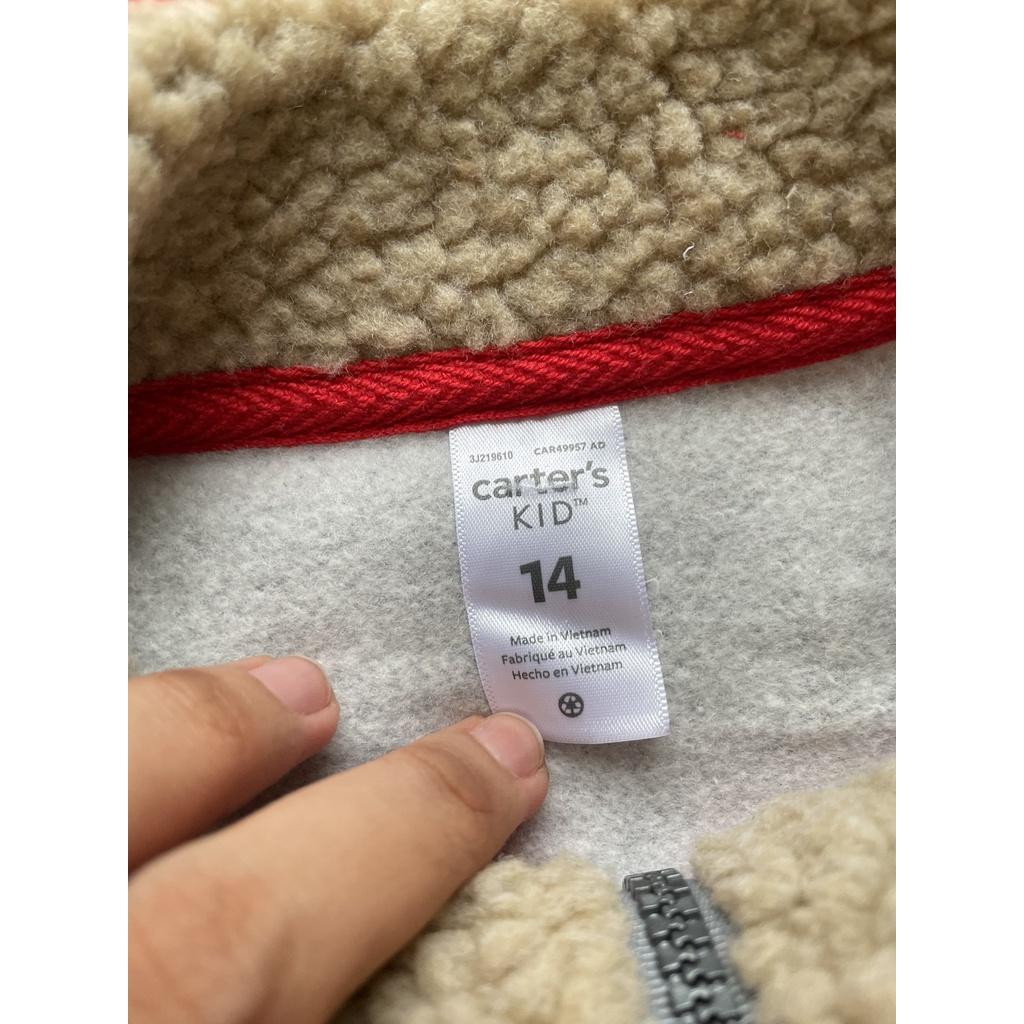 3J219610 CAR49957 AD
carter's
KID™
14
Made in Vietnam
Fabriqué au Vietnam
Hecho en Vietnam